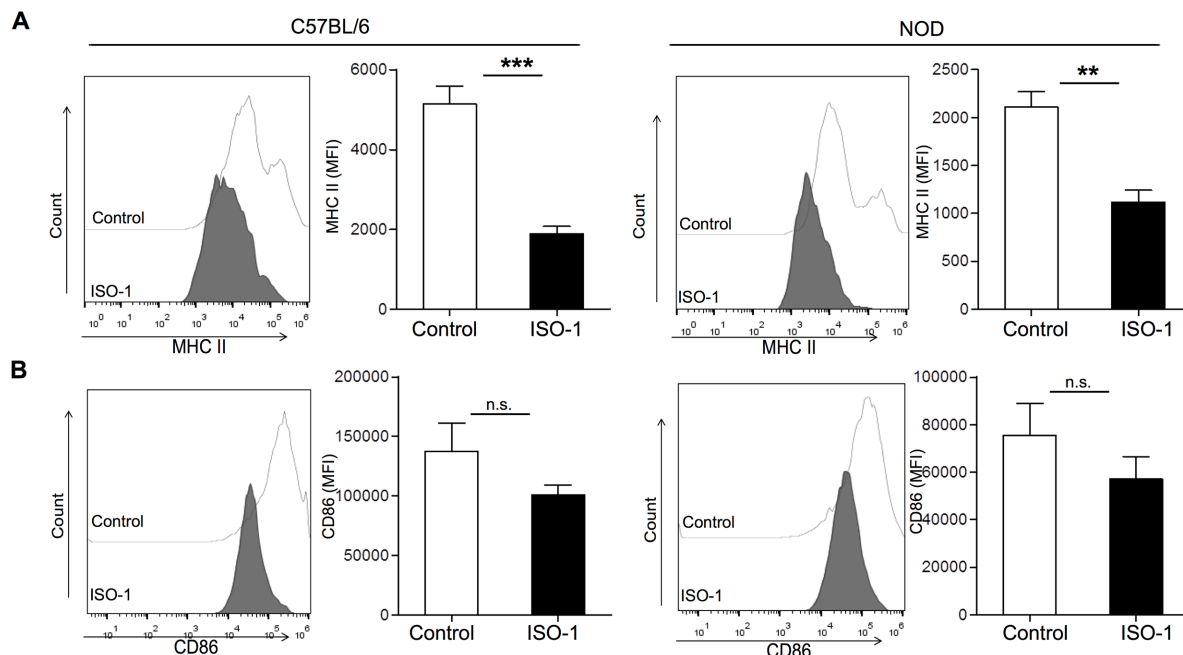 A
C57BL/6
NOD
Count
Control
ISO-1
10^0 10^1 10^2 10^3 10^4 10^5 10^6
MHC II
MHC II (MFI)
6000
4000
2000
0
***
Control ISO-1
Count
Control
ISO-1
10^0 10^1 10^2 10^3 10^4 10^5 10^6
MHC II
MHC II (MFI)
2500
2000
1500
1000
500
0
**
Control ISO-1
B
Count
Control
ISO-1
10^1 10^2 10^3 10^4 10^5 10^6
CD86
CD86 (MFI)
200000
150000
100000
50000
0
n.s.
Control ISO-1
Count
Control
ISO-1
10^1 10^2 10^3 10^4 10^5 10^6
CD86
CD86 (MFI)
100000
80000
60000
40000
20000
0
n.s.
Control ISO-1